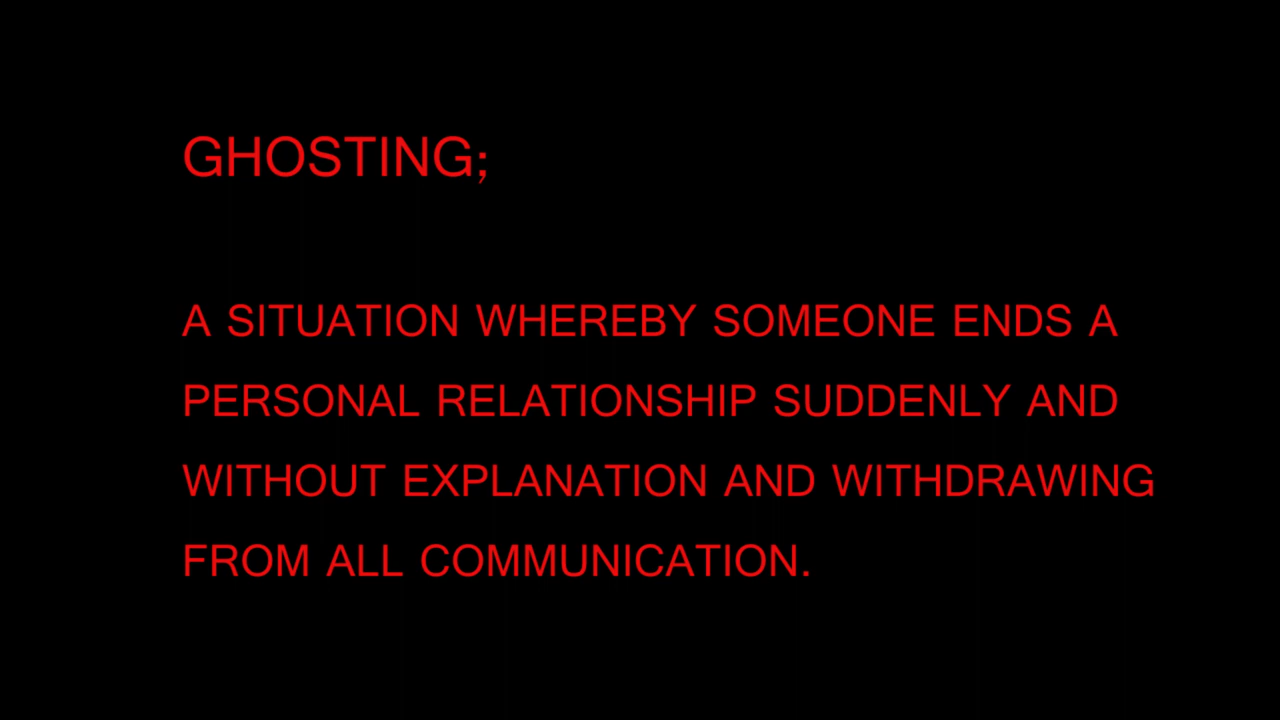 GHOSTING;
A SITUATION WHEREBY SOMEONE ENDS A
PERSONAL RELATIONSHIP SUDDENLY AND
WITHOUT EXPLANATION AND WITHDRAWING
FROM ALL COMMUNICATION.